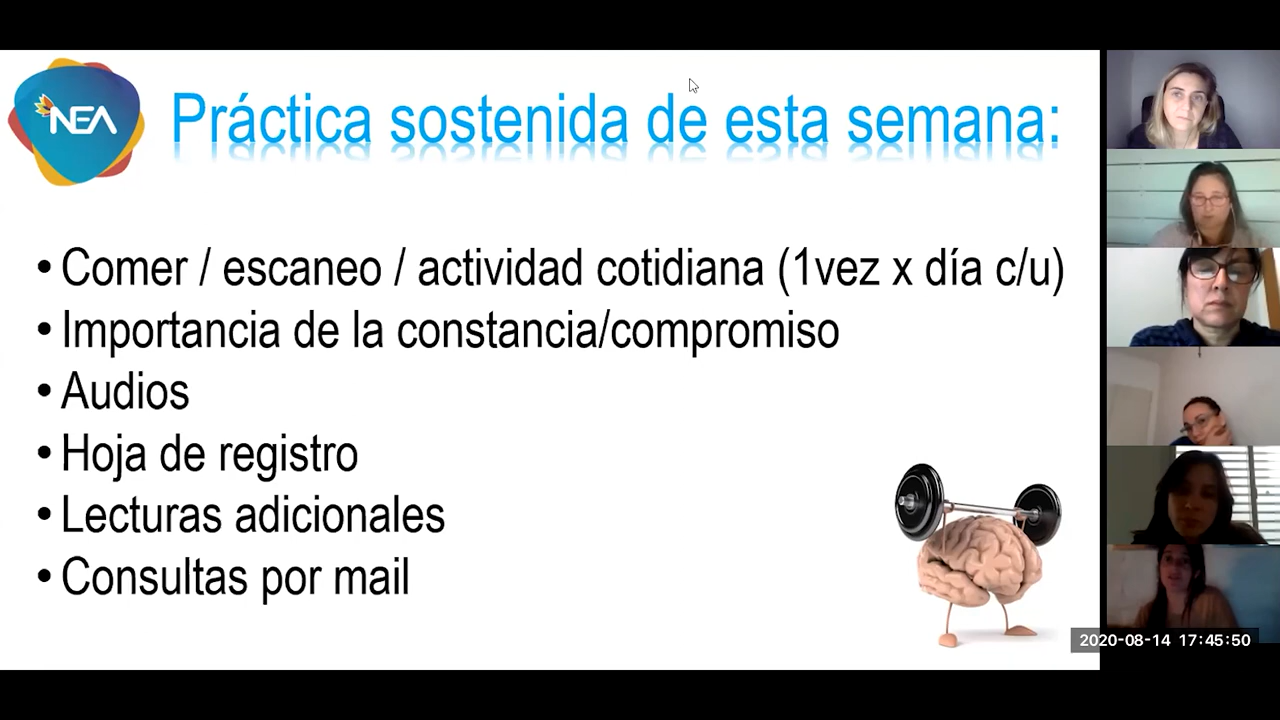 NEA
Práctica sostenida de esta semana:
• Comer / escaneo / actividad cotidiana (1vez x día c/u)
• Importancia de la constancia/compromiso
• Audios
• Hoja de registro
• Lecturas adicionales
• Consultas por mail
2020-08-14 17:45:50